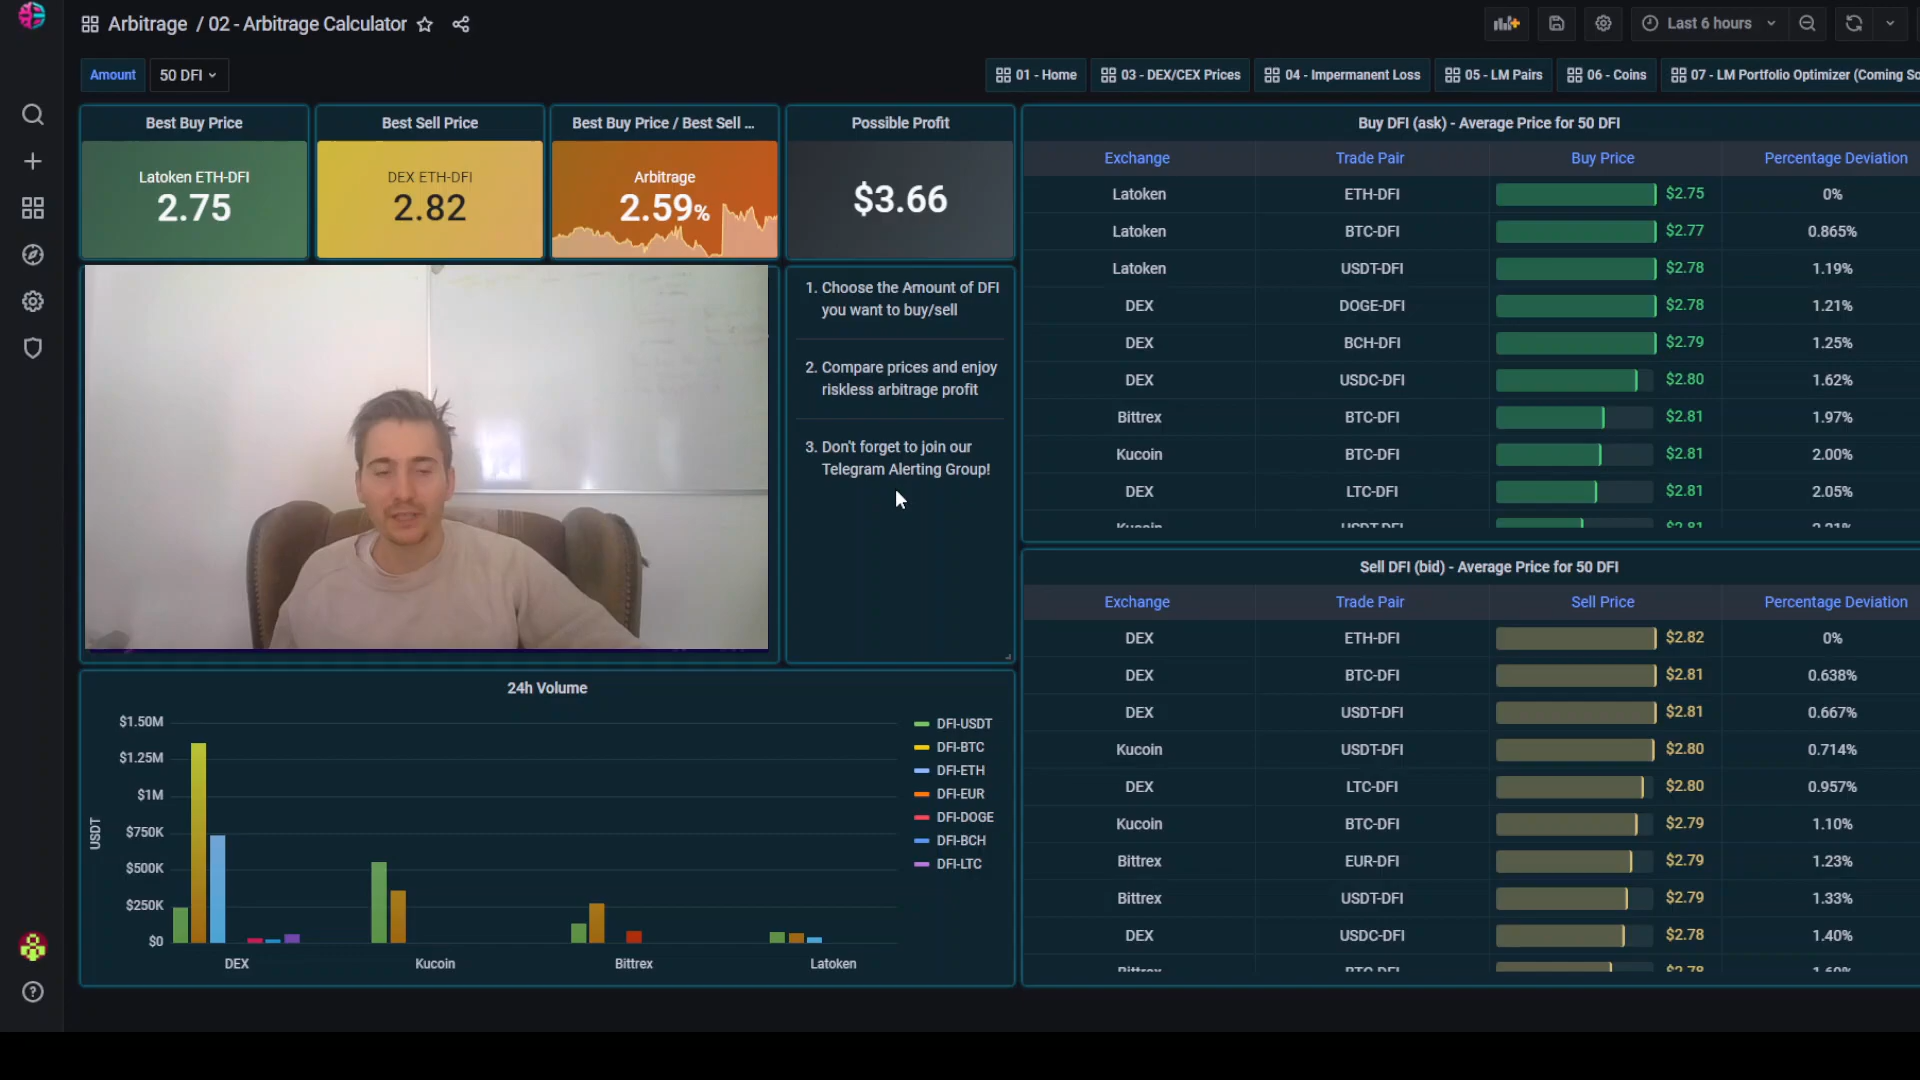 Arbitrage / 02 - Arbitrage Calculator
Last 6 hours
Amount
50 DFI
01 - Home
03 - DEX/CEX Prices
04 - Impermanent Loss
05 - LM Pairs
06 - Coins
07 - LM Portfolio Optimizer (Coming So
Best Buy Price
Latoken ETH-DFI
2.75
Best Sell Price
DEX ETH-DFI
2.82
Best Buy Price / Best Sell ...
Arbitrage
2.59%
Possible Profit
$3.66
1. Choose the Amount of DFI
you want to buy/sell
2. Compare prices and enjoy
riskless arbitrage profit
3. Don't forget to join our
Telegram Alerting Group!
24h Volume
USDT
$1.50M
$1.25M
$1M
$750K
$500K
$250K
$0
DEX
Kucoin
Bittrex
Latoken
DFI-USDT
DFI-BTC
DFI-ETH
DFI-EUR
DFI-DOGE
DFI-BCH
DFI-LTC
Buy DFI (ask) - Average Price for 50 DFI
Exchange Trade Pair Buy Price Percentage Deviation
Latoken ETH-DFI $2.75 0%
Latoken BTC-DFI $2.77 0.865%
Latoken USDT-DFI $2.78 1.19%
DEX DOGE-DFI $2.78 1.21%
DEX BCH-DFI $2.79 1.25%
DEX USDC-DFI $2.80 1.62%
Bittrex BTC-DFI $2.81 1.97%
Kucoin BTC-DFI $2.81 2.00%
DEX LTC-DFI $2.81 2.05%
Kucoin USDT-DFI $2.81
Sell DFI (bid) - Average Price for 50 DFI
Exchange Trade Pair Sell Price Percentage Deviation
DEX ETH-DFI $2.82 0%
DEX BTC-DFI $2.81 0.638%
DEX USDT-DFI $2.81 0.667%
Kucoin USDT-DFI $2.80 0.714%
DEX LTC-DFI $2.80 0.957%
Kucoin BTC-DFI $2.79 1.10%
Bittrex EUR-DFI $2.79 1.23%
Bittrex USDT-DFI $2.79 1.33%
DEX USDC-DFI $2.78 1.40%
Bittrex BTC-DFI $2.78